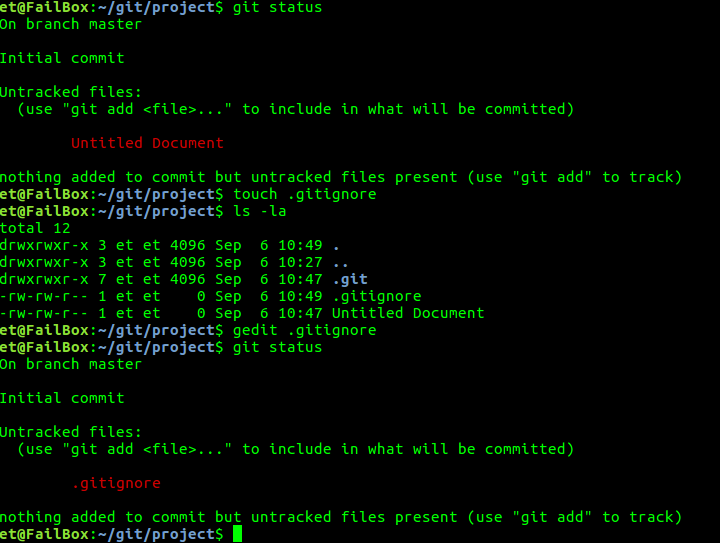 et@FailBox:~/git/project$ git status
On branch master
Initial commit
Untracked files:
  (use "git add <file>..." to include in what will be committed)
        Untitled Document
nothing added to commit but untracked files present (use "git add" to track)
et@FailBox:~/git/project$ touch .gitignore
et@FailBox:~/git/project$ ls -la
total 12
drwxrwxr-x 3 et et 4096 Sep  6 10:49 .
drwxrwxr-x 3 et et 4096 Sep  6 10:27 ..
drwxrwxr-x 7 et et 4096 Sep  6 10:47 .git
-rw-rw-r-- 1 et et    0 Sep  6 10:49 .gitignore
-rw-rw-r-- 1 et et    0 Sep  6 10:47 Untitled Document
et@FailBox:~/git/project$ gedit .gitignore
et@FailBox:~/git/project$ git status
On branch master
Initial commit
Untracked files:
  (use "git add <file>..." to include in what will be committed)
        .gitignore
nothing added to commit but untracked files present (use "git add" to track)
et@FailBox:~/git/project$